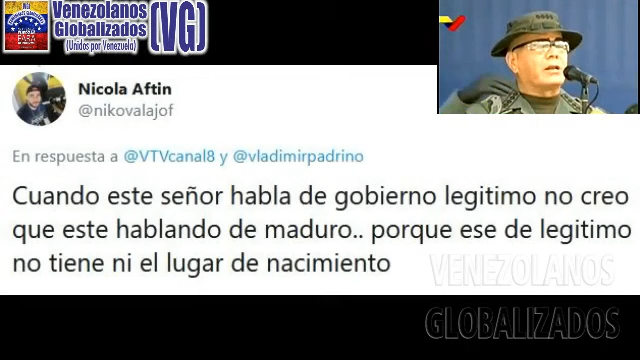 Venezolanos
Globalizados
(Unidos por Venezuela)
(VG)
Nicola Aftin
@nikovalajof
En respuesta a @VTVcanal8 y @vladimirpadrino
Cuando este señor habla de gobierno legitimo no creo
que este hablando de maduro.. porque ese de legitimo
no tiene ni el lugar de nacimiento
VENEZOLANOS
GLOBALIZADOS